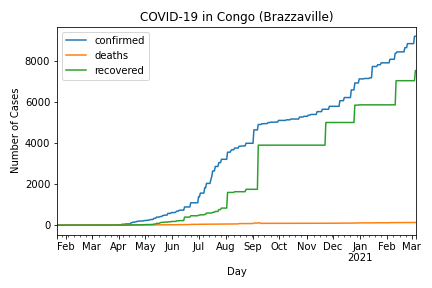 COVID-19 in Congo (Brazzaville)
confirmed
deaths
recovered
Number of Cases
8000
6000
4000
2000
0
Feb Mar Apr May Jun Jul Aug Sep Oct Nov Dec Jan Feb Mar
2021
Day